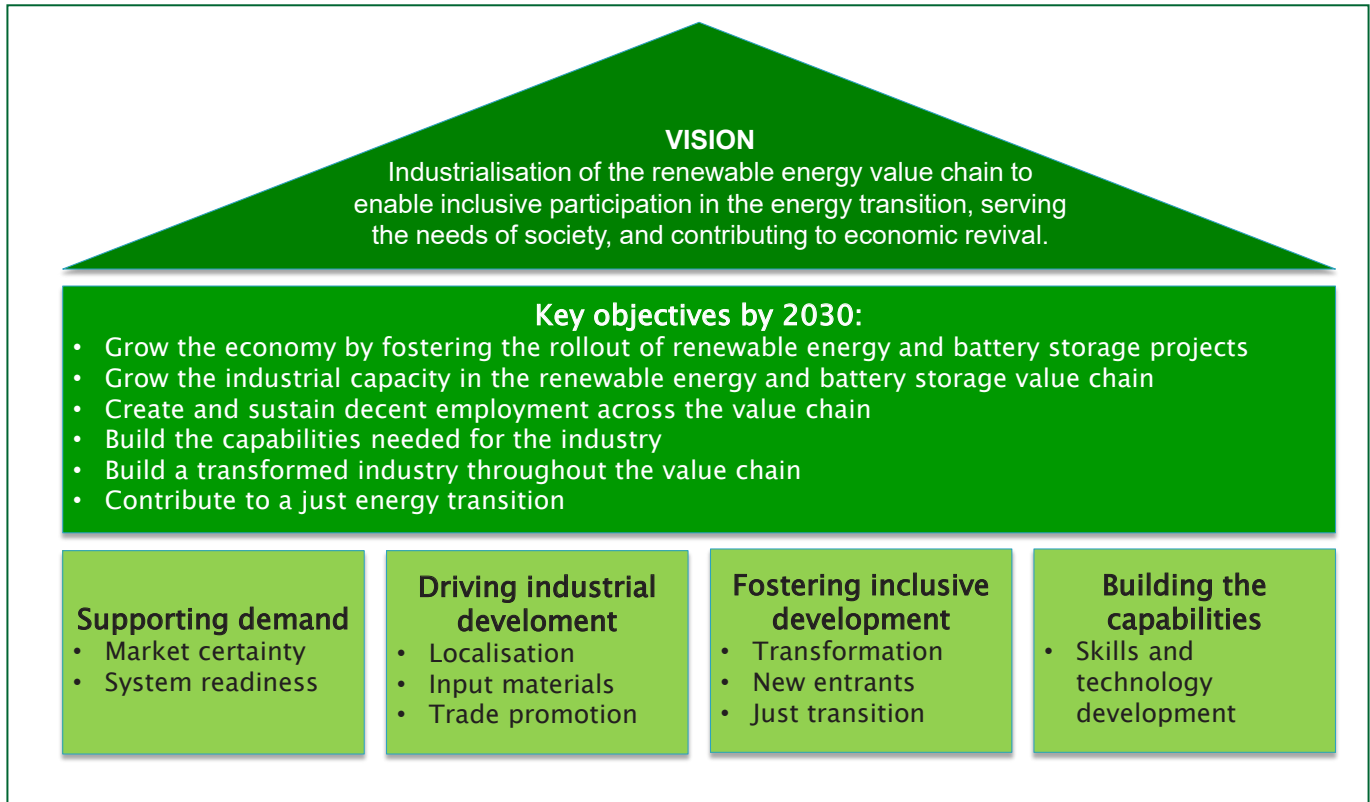 VISION
Industrialisation of the renewable energy value chain to
enable inclusive participation in the energy transition, serving
the needs of society, and contributing to economic revival.
Key objectives by 2030:
• Grow the economy by fostering the rollout of renewable energy and battery storage projects
• Grow the industrial capacity in the renewable energy and battery storage value chain
• Create and sustain decent employment across the value chain
• Build the capabilities needed for the industry
• Build a transformed industry throughout the value chain
• Contribute to a just energy transition
Supporting demand
• Market certainty
• System readiness
Driving industrial
develoment
• Localisation
• Input materials
• Trade promotion
Fostering inclusive
development
• Transformation
• New entrants
• Just transition
Building the
capabilities
• Skills and
technology
development